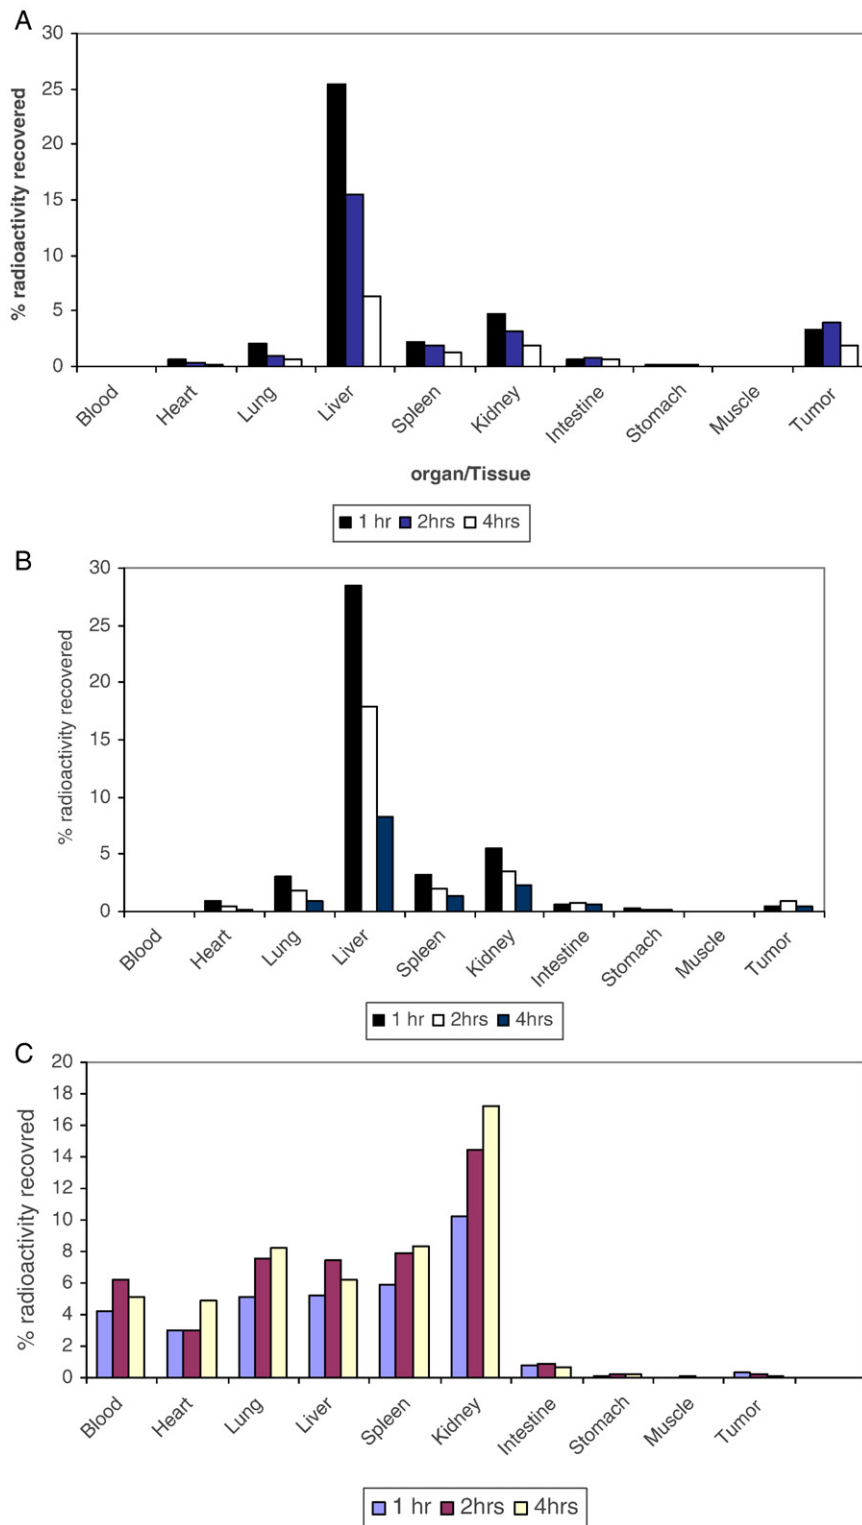 A
% radioactivity recovered
30
25
20
15
10
5
0
Blood Heart Lung Liver Spleen Kidney Intestine Stomach Muscle Tumor
organ/Tissue
1 hr 2hrs 4hrs
B
% radioactivity recovered
30
25
20
15
10
5
0
Blood Heart Lung Liver Spleen Kidney Intestine Stomach Muscle Tumor
1 hr 2hrs 4hrs
C
% radioactivity recovred
20
18
16
14
12
10
8
6
4
2
0
Blood Heart Lung Liver Spleen Kidney Intestine Stomach Muscle Tumor
1 hr 2hrs 4hrs